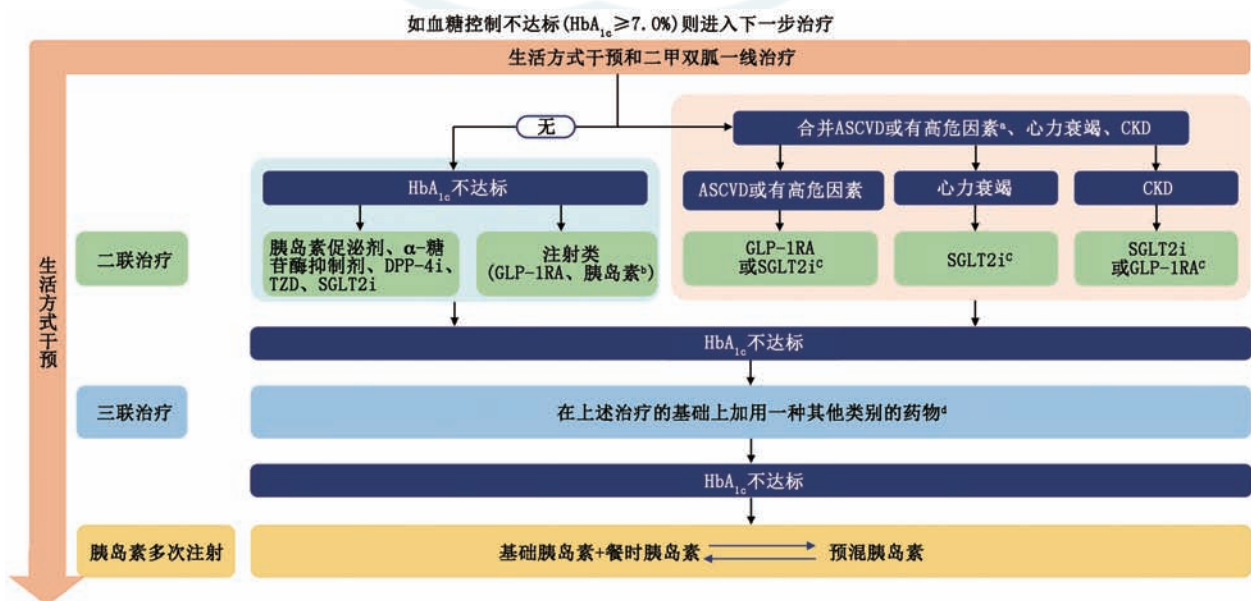 如血糖控制不达标(HbA1c≥7.0%)则进入下一步治疗
生活方式干预和二甲双胍一线治疗
无
合并ASCVD或有高危因素a、心力衰竭、CKD
HbA1c不达标
ASCVD或有高危因素
心力衰竭
CKD
生活方式干预
二联治疗
胰岛素促泌剂、α-糖
苷酶抑制剂、DPP-4i、
TZD、SGLT2i
注射类
(GLP-1RA、胰岛素b)
GLP-1RA
或SGLT2ic
SGLT2ic
SGLT2i
或GLP-1RAc
HbA1c不达标
三联治疗
在上述治疗的基础上加用一种其他类别的药物d
HbA1c不达标
胰岛素多次注射
基础胰岛素+餐时胰岛素
预混胰岛素